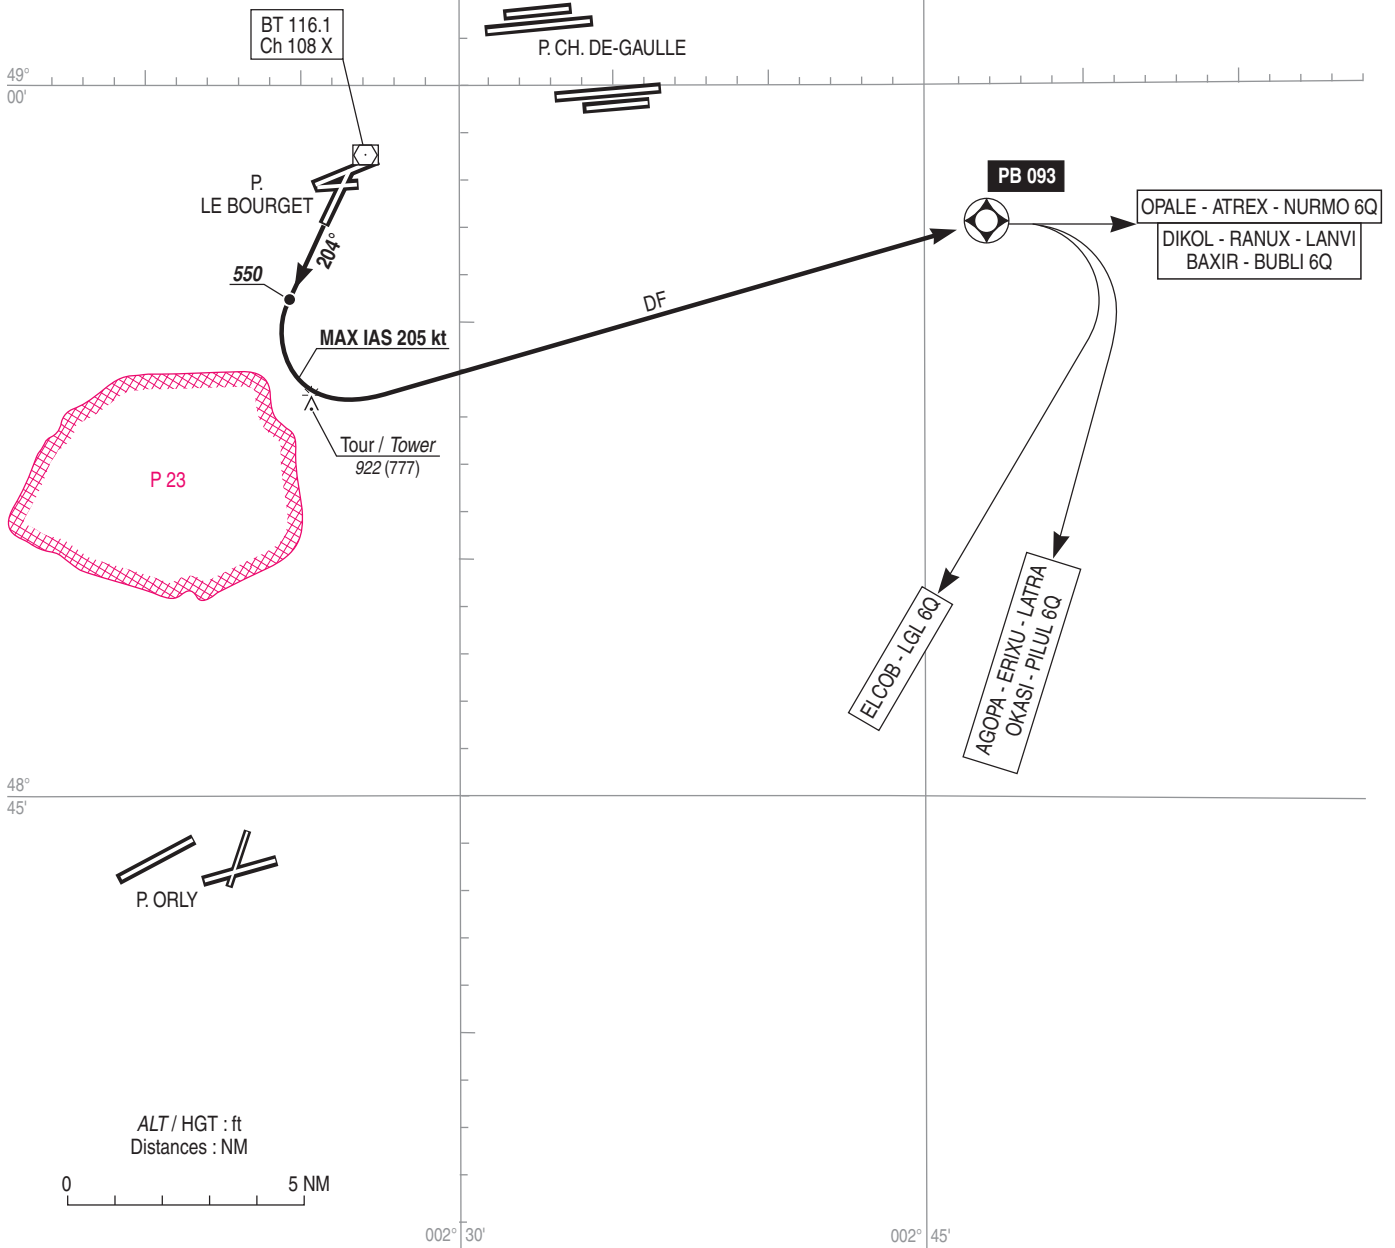 BT 116.1
Ch 108 X
P. CH. DE-GAULLE
49°
00'
P.
LE BOURGET
204°
550
MAX IAS 205 kt
DF
PB 093
OPALE - ATREX - NURMO 6Q
DIKOL - RANUX - LANVI
BAXIR - BUBLI 6Q
Tour / Tower
922 (777)
P 23
ELCOB - LGL 6Q
AGOPA - ERIXU - LATRA
OKASI - PILUL 6Q
48°
45'
P. ORLY
ALT / HGT : ft
Distances : NM
0 5 NM
002° 30'
002° 45'